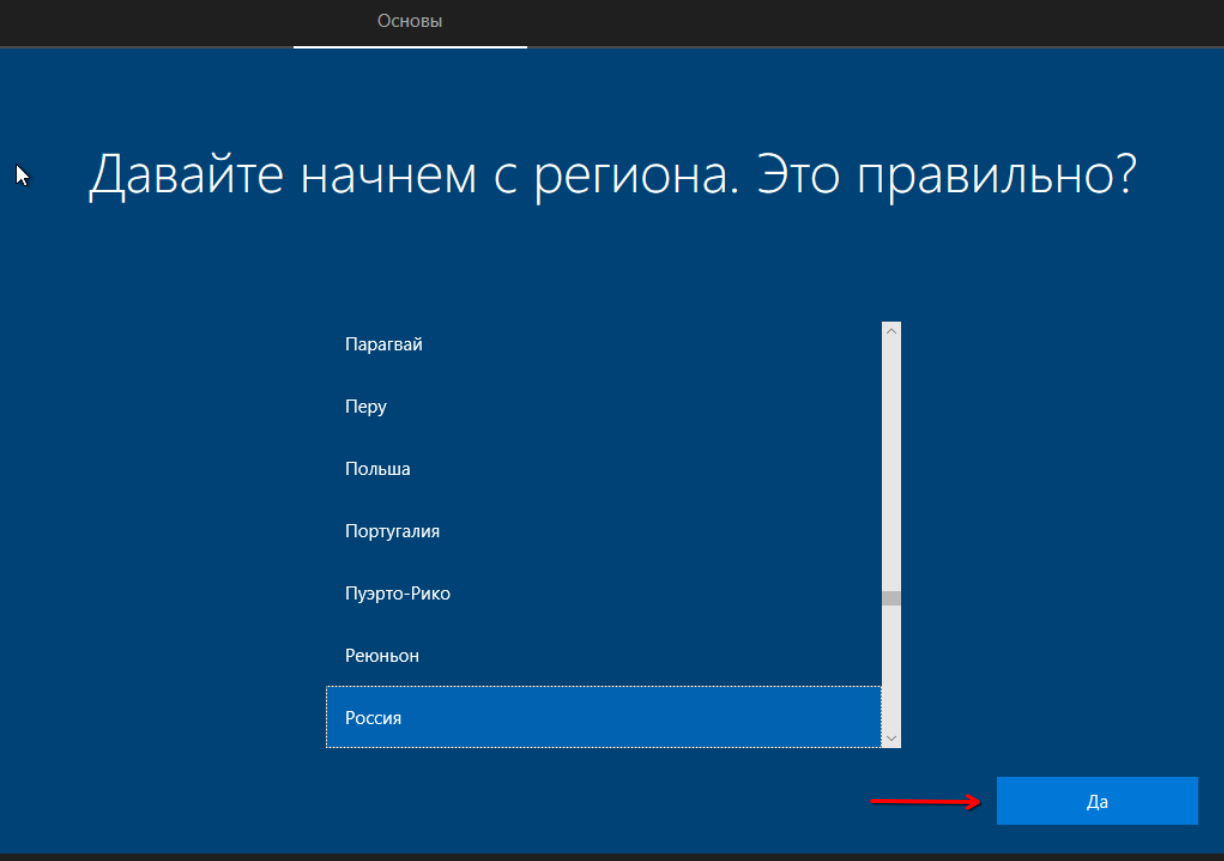 Основы
Давайте начнем с региона. Это правильно?
Парагвай
Перу
Польша
Португалия
Пуэрто-Рико
Реюньон
Россия
Да